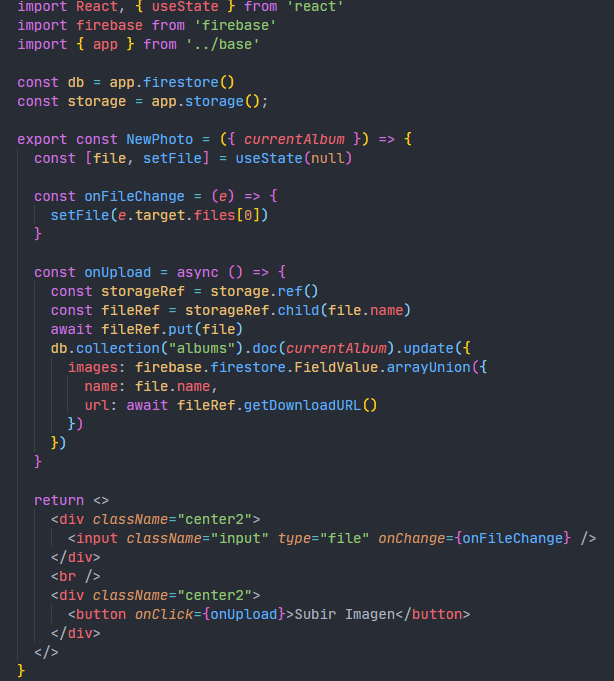 import React, { useState } from 'react'
import firebase from 'firebase'
import { app } from '../base'

const db = app.firestore()
const storage = app.storage();

export const NewPhoto = ({ currentAlbum }) => {
  const [file, setFile] = useState(null)

  const onFileChange = (e) => {
    setFile(e.target.files[0])
  }

  const onUpload = async () => {
    const storageRef = storage.ref()
    const fileRef = storageRef.child(file.name)
    await fileRef.put(file)
    db.collection("albums").doc(currentAlbum).update({
      images: firebase.firestore.FieldValue.arrayUnion({
        name: file.name,
        url: await fileRef.getDownloadURL()
      })
    })
  }

  return <>
    <div className="center2">
      <input className="input" type="file" onChange={onFileChange} />
    </div>
    <br />
    <div className="center2">
      <button onClick={onUpload}>Subir Imagen</button>
    </div>
  </>
}